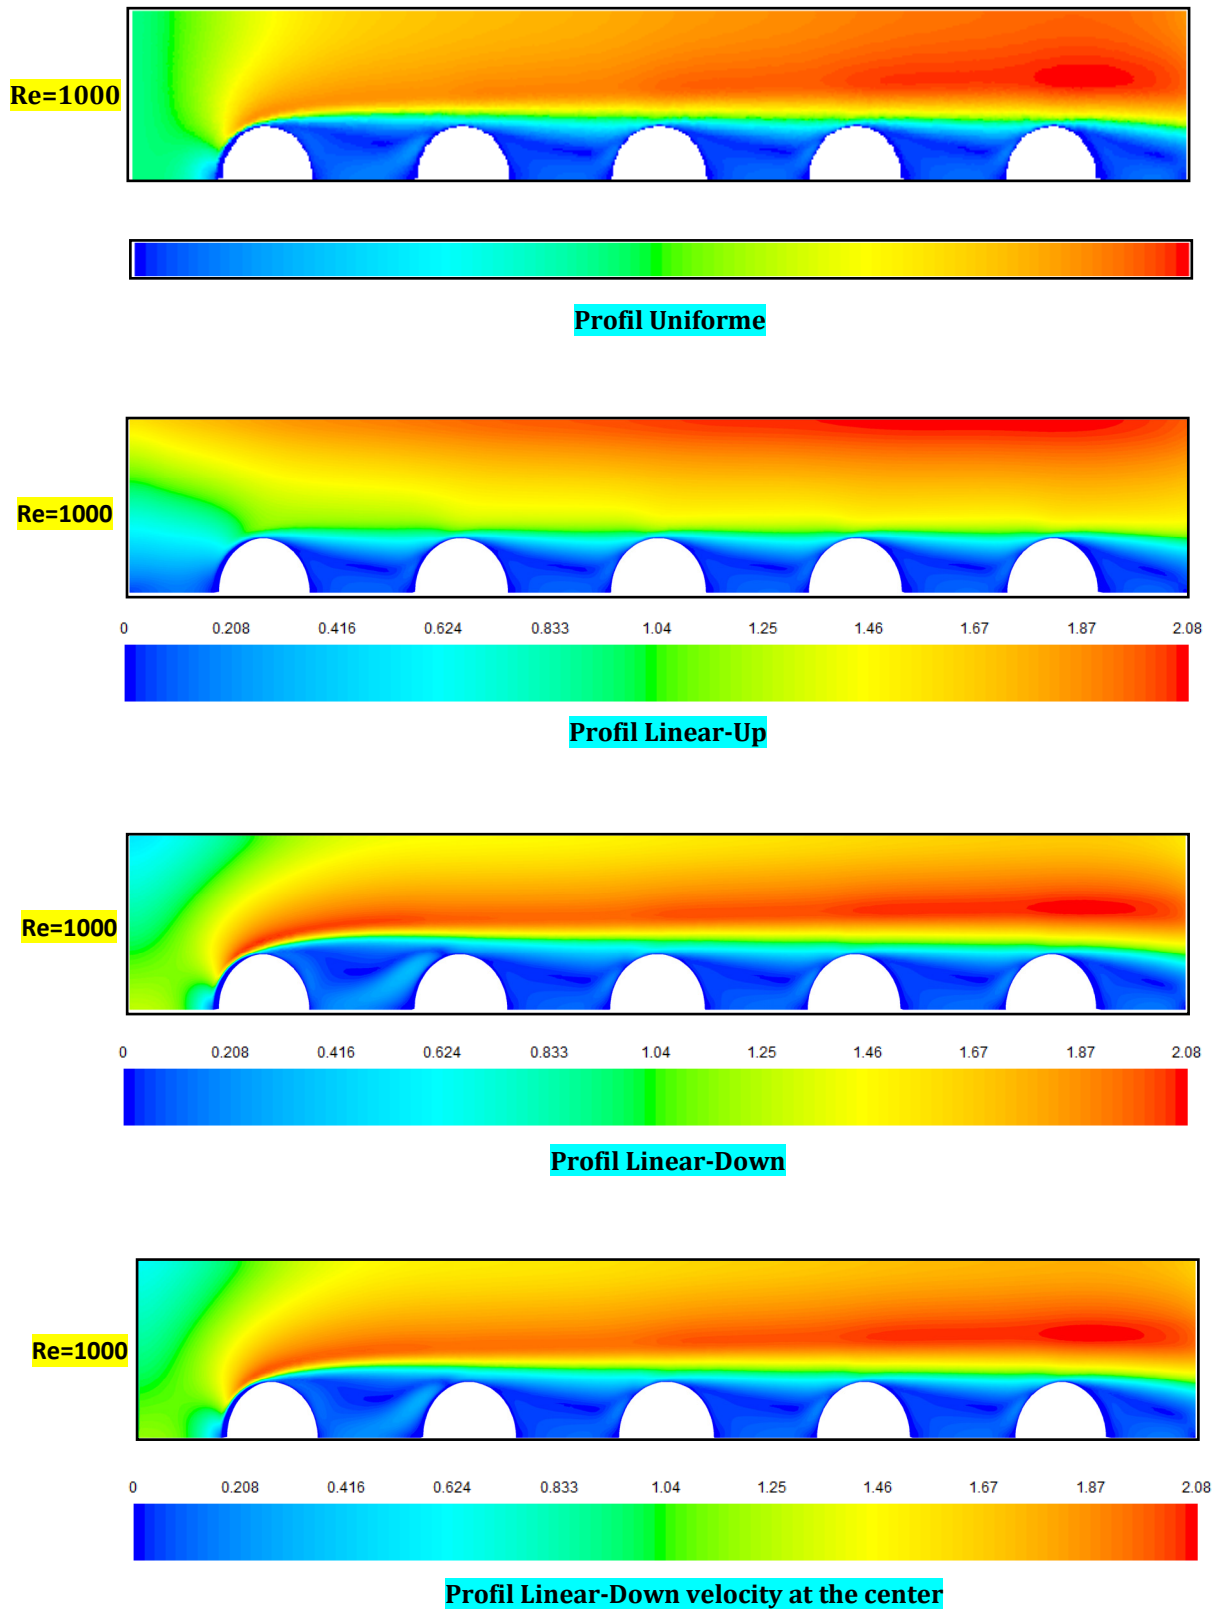 Re=1000
Profil Uniforme
Re=1000
0 0.208 0.416 0.624 0.833 1.04 1.25 1.46 1.67 1.87 2.08
Profil Linear-Up
Re=1000
0 0.208 0.416 0.624 0.833 1.04 1.25 1.46 1.67 1.87 2.08
Profil Linear-Down
Re=1000
0 0.208 0.416 0.624 0.833 1.04 1.25 1.46 1.67 1.87 2.08
Profil Linear-Down velocity at the center